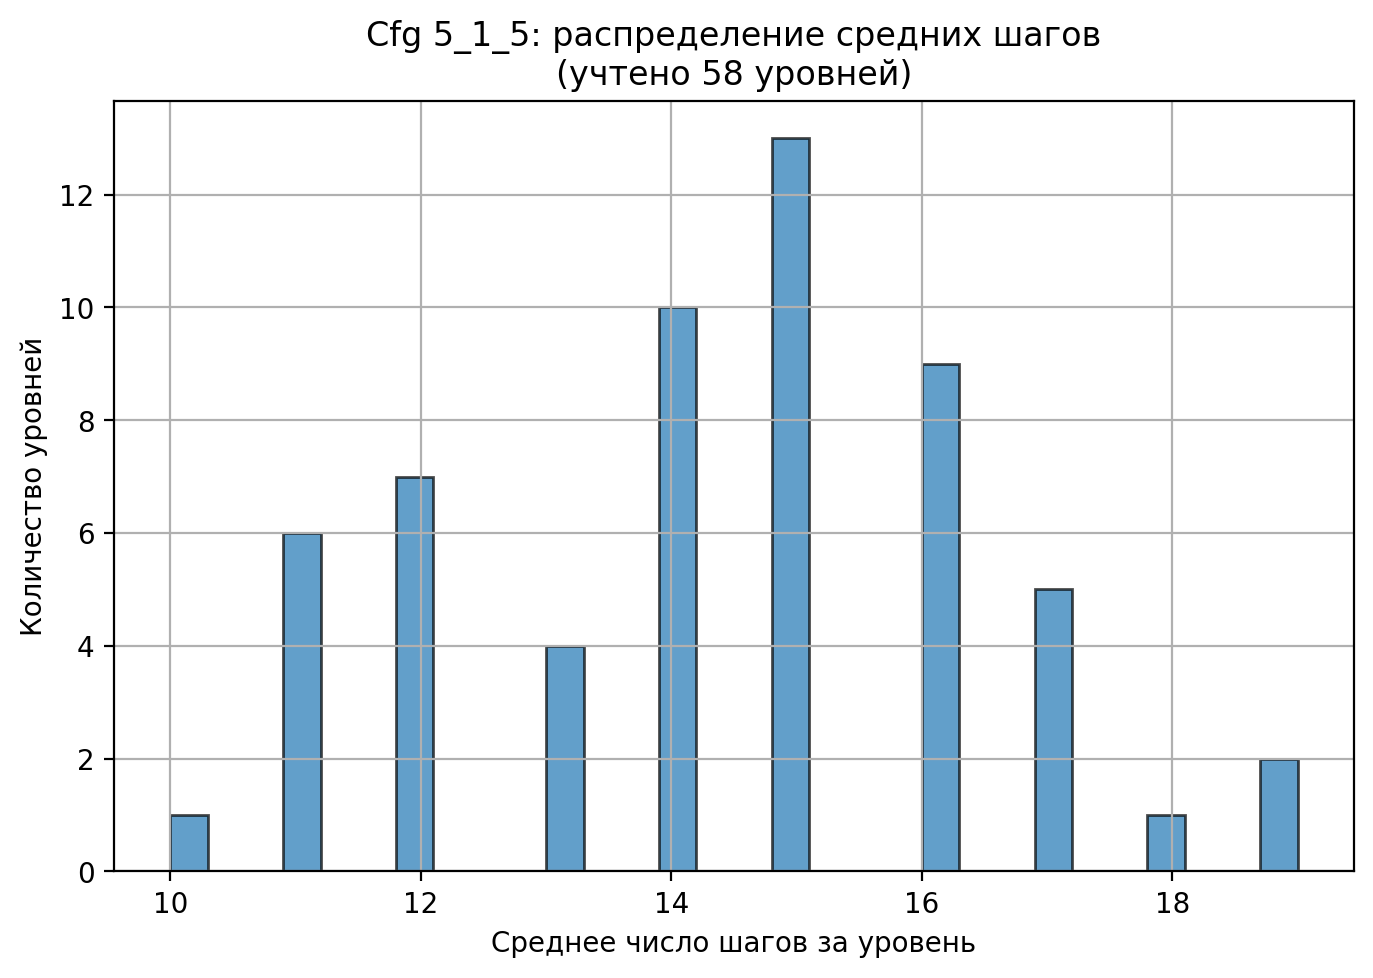 Cfg 5_1_5: распределение средних шагов
(учтено 58 уровней)
Количество уровней
12
10
8
6
4
2
0
10 12 14 16 18
Среднее число шагов за уровень